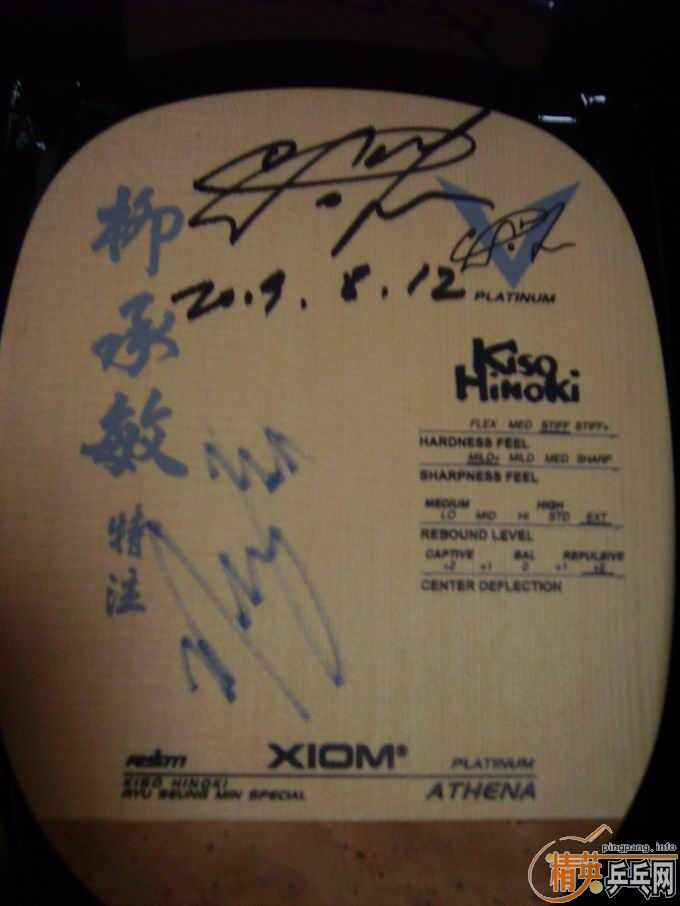 柳承敏特注
20.9.8.12
PLATINUM
KISO
HINOKI
FLEX MED STIFF STIFF+
HARDNESS FEEL
MILD+ MILD MED SHARP
SHARPNESS FEEL
MEDIUM HIGH
LO MID HI STD EXT
REBOUND LEVEL
CAPTIVE BAL REPULSIVE
+2 +1 0 +1 +2
CENTER DEFLECTION
XIOM®
PLATINUM
KISO HINOKI
RYU SEUNG MIN SPECIAL
ATHENA
pingpang.info
精英乒乓网